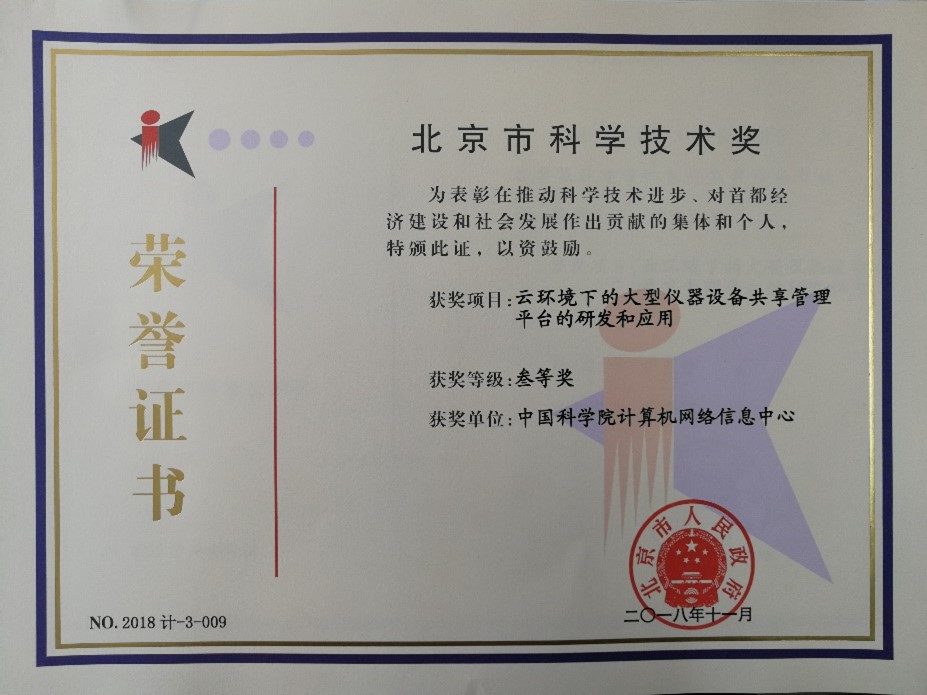 北京市科学技术奖
为表彰在推动科学技术进步、对首都经
济建设和社会发展作出贡献的集体和个人，
特颁此证，以资鼓励。
荣
誉
证
书
获奖项目：云环境下的大型仪器设备共享管理
平台的研发和应用
获奖等级：叁等奖
获奖单位：中国科学院计算机网络信息中心
北京市人民政府
二〇一八年十一月
NO. 2018 计-3-009